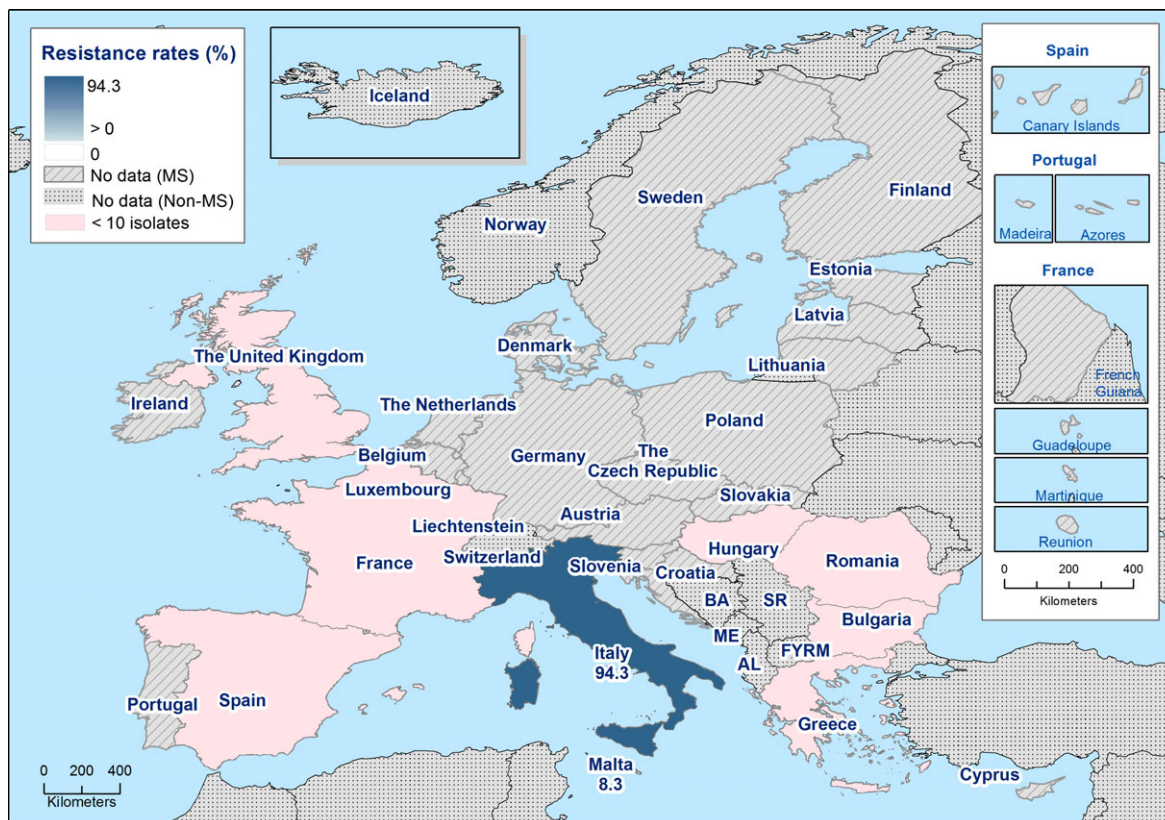 Resistance rates (%)
94.3
> 0
0
No data (MS)
No data (Non-MS)
< 10 isolates
Iceland
Spain
Canary Islands
Portugal
Madeira
Azores
France
French
Guiana
Guadeloupe
Martinique
Reunion
0 200 400
Kilometers
Finland
Sweden
Norway
Estonia
Latvia
Denmark
Lithuania
The United Kingdom
Ireland
The Netherlands
Poland
Belgium
Germany
The
Czech Republic
Luxembourg
Slovakia
Austria
Liechtenstein
Switzerland
Hungary
France
Slovenia
Romania
Croatia
BA
SR
Bulgaria
ME
FYRM
Italy
94.3
AL
Portugal
Spain
Greece
Malta
8.3
Cyprus
0 200 400
Kilometers